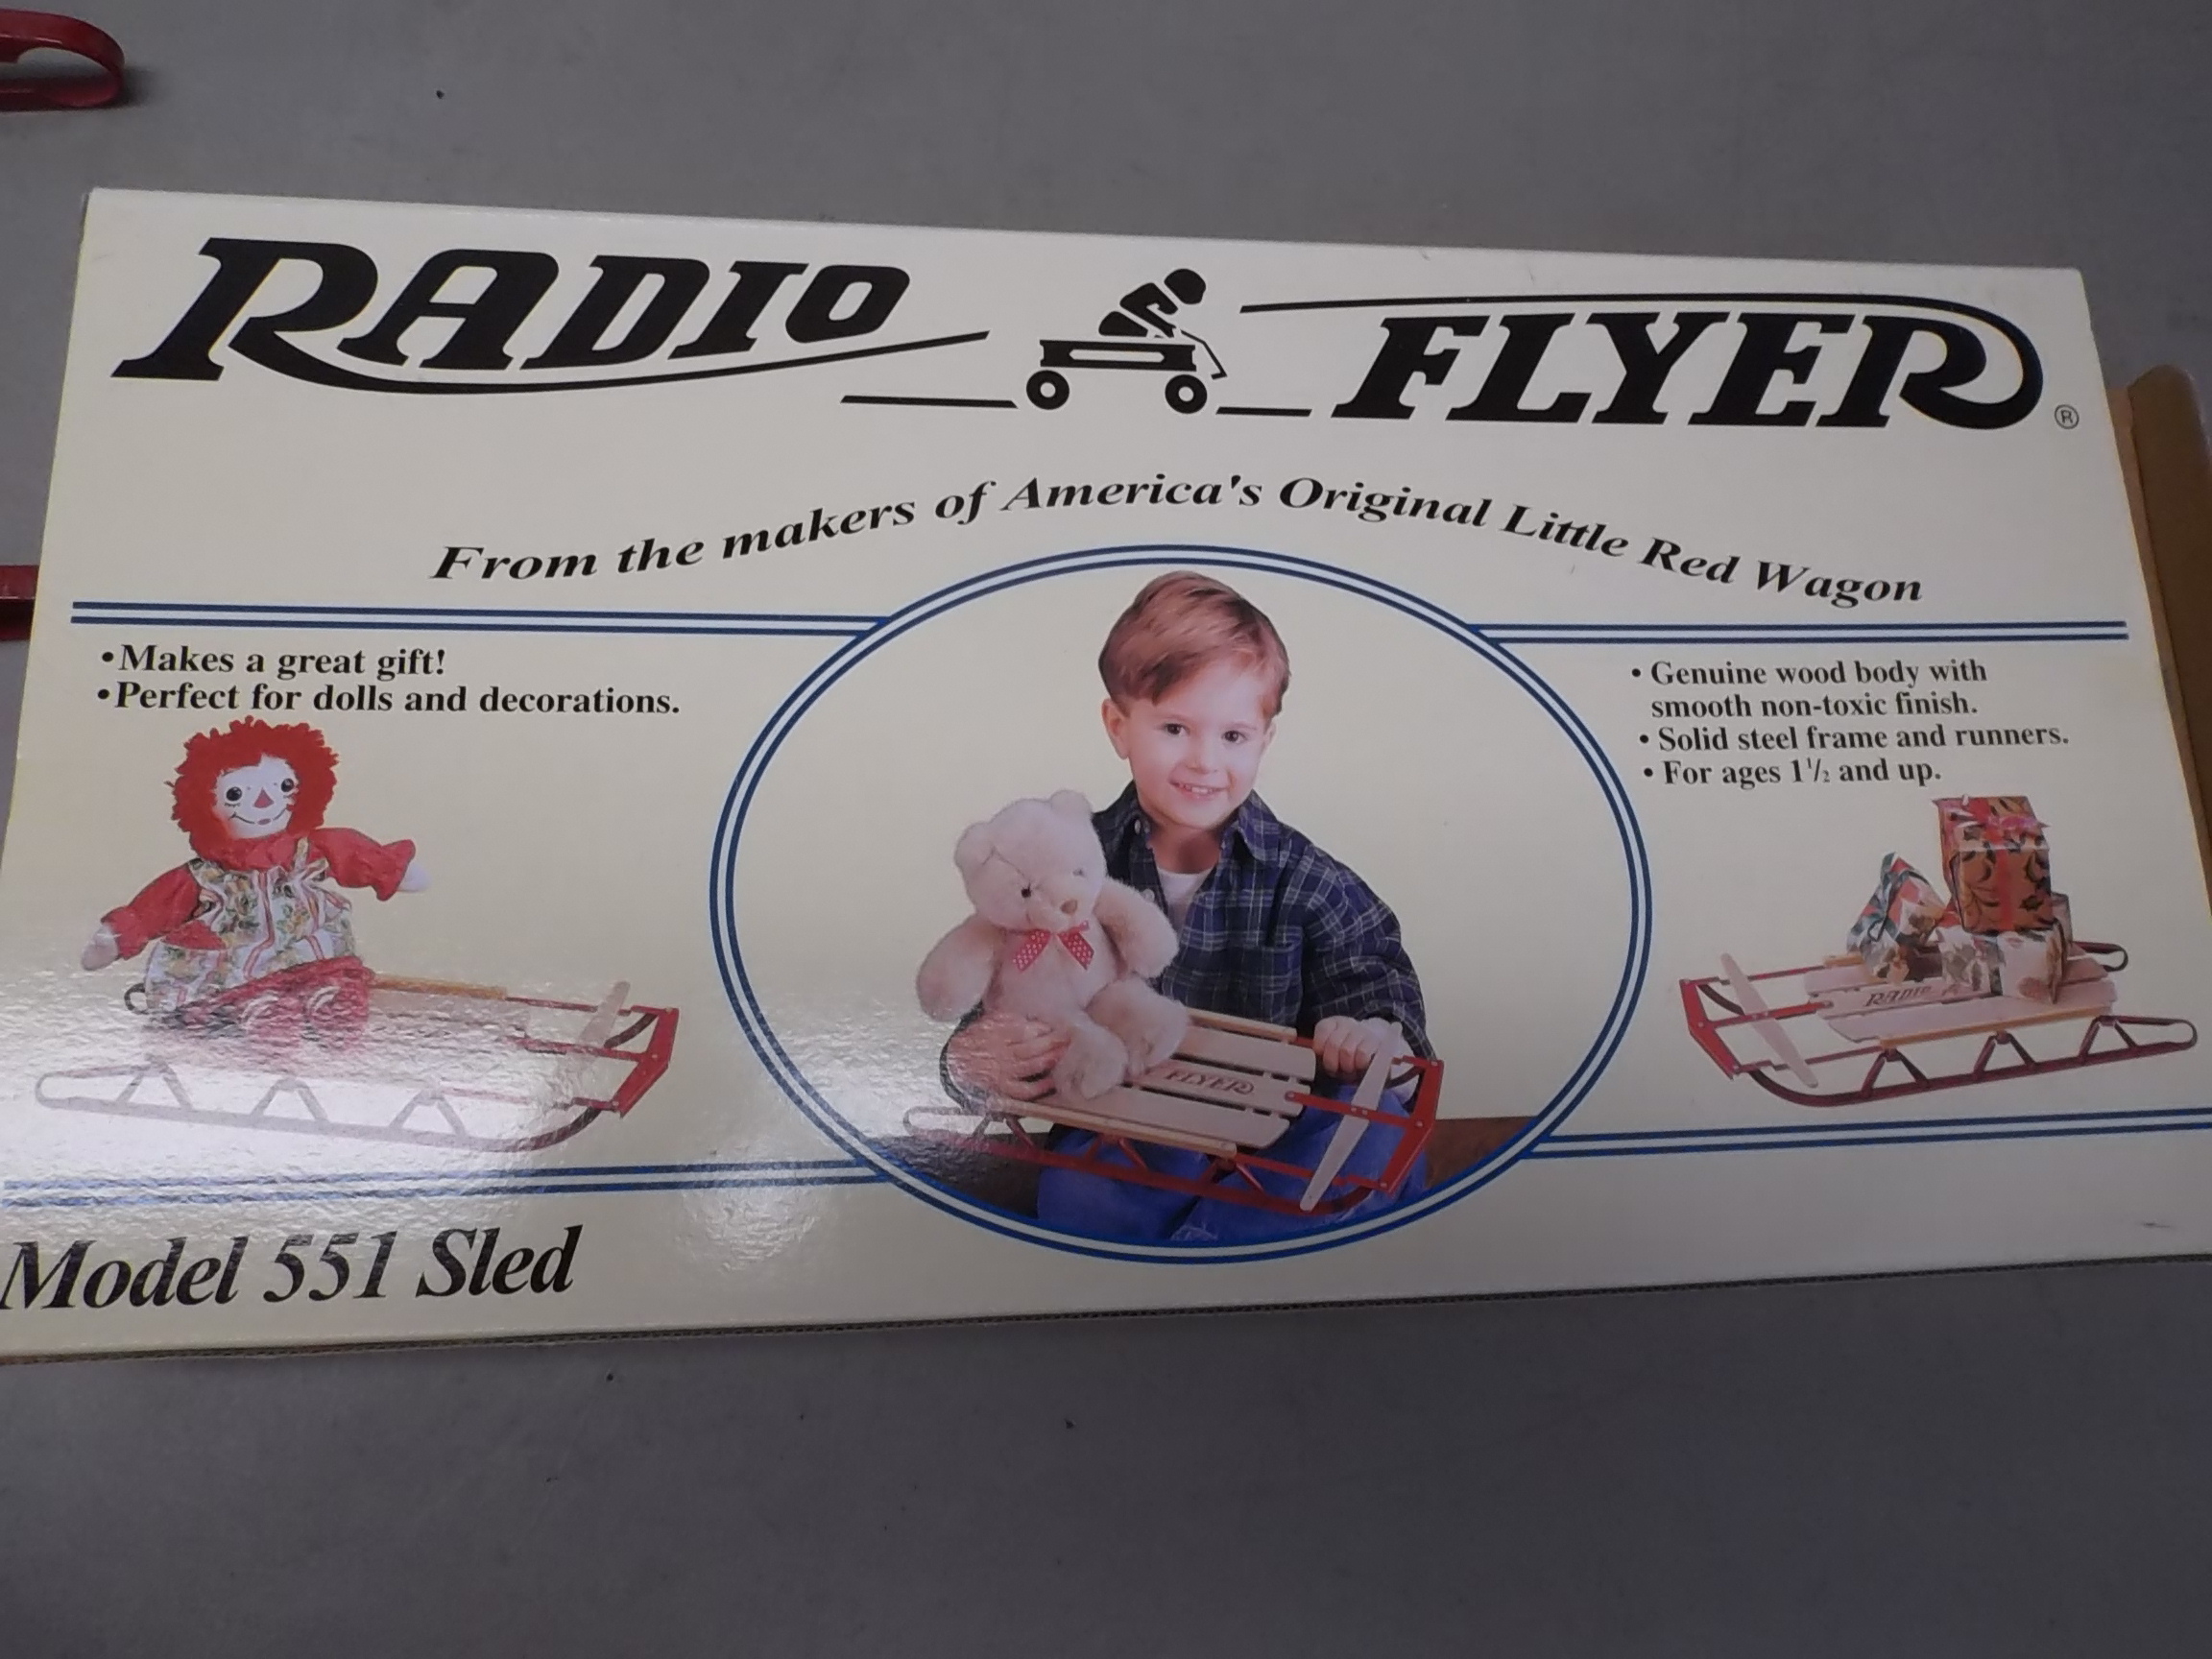 RADIO FLYER®
From the makers of America's Original Little Red Wagon
•Makes a great gift!
•Perfect for dolls and decorations.
• Genuine wood body with
smooth non-toxic finish.
• Solid steel frame and runners.
• For ages 1 1/2 and up.
FLYER
RADIO
Model 551 Sled